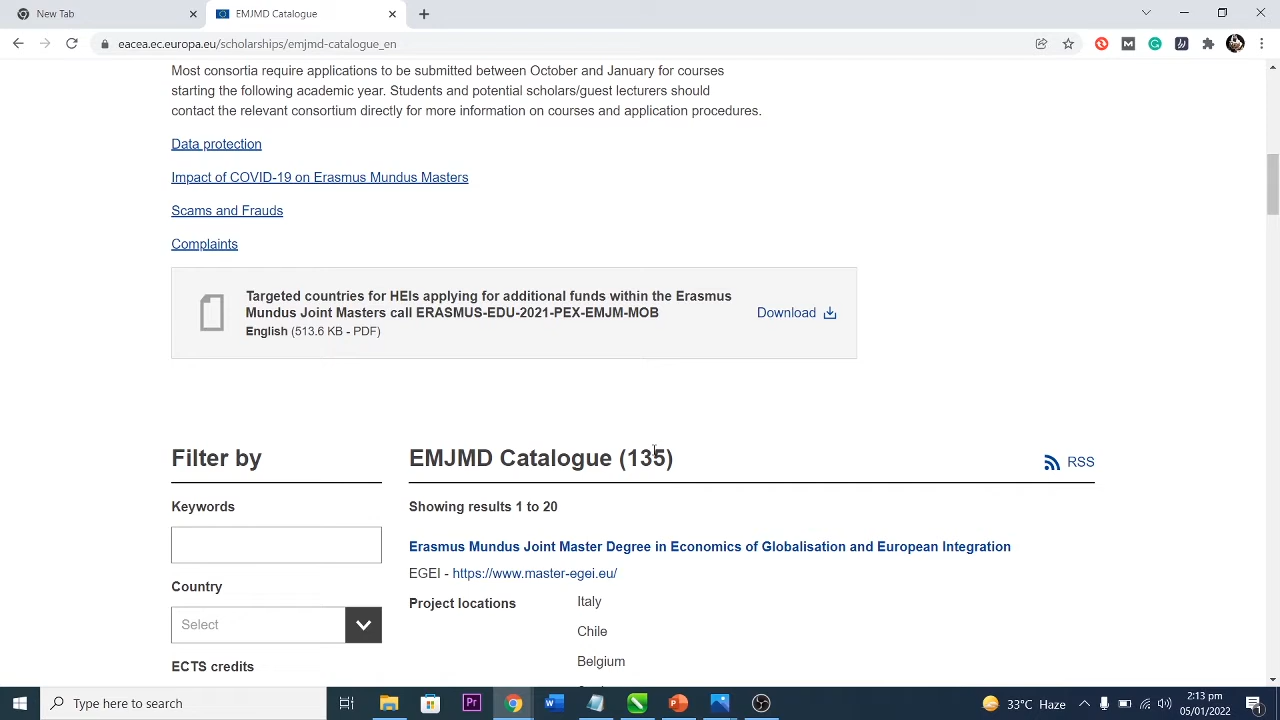 New Tab
EMJMD Catalogue
eacea.ec.europa.eu/scholarships/emjmd-catalogue_en
Most consortia require applications to be submitted between October and January for courses
starting the following academic year. Students and potential scholars/guest lecturers should
contact the relevant consortium directly for more information on courses and application procedures.
Data protection
Impact of COVID-19 on Erasmus Mundus Masters
Scams and Frauds
Complaints
Targeted countries for HEIs applying for additional funds within the Erasmus
Mundus Joint Masters call ERASMUS-EDU-2021-PEX-EMJM-MOB
English (513.6 KB - PDF)
Download
Filter by
EMJMD Catalogue (135)
RSS
Keywords
Showing results 1 to 20
Erasmus Mundus Joint Master Degree in Economics of Globalisation and European Integration
EGEI - https://www.master-egei.eu/
Country
Project locations
Italy
Select
Chile
Belgium
ECTS credits
Type here to search
33°C Haze
2:13 pm
05/01/2022